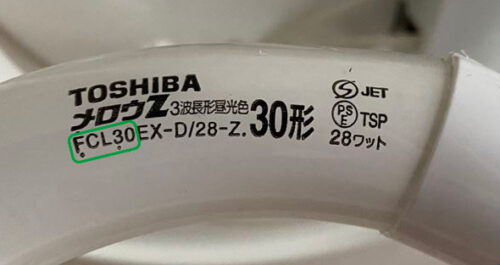 TOSHIBA
メロウZ 3波長形昼光色
FCL30EX-D/28-Z. 30形
S JET
PSE TSP
28ワット